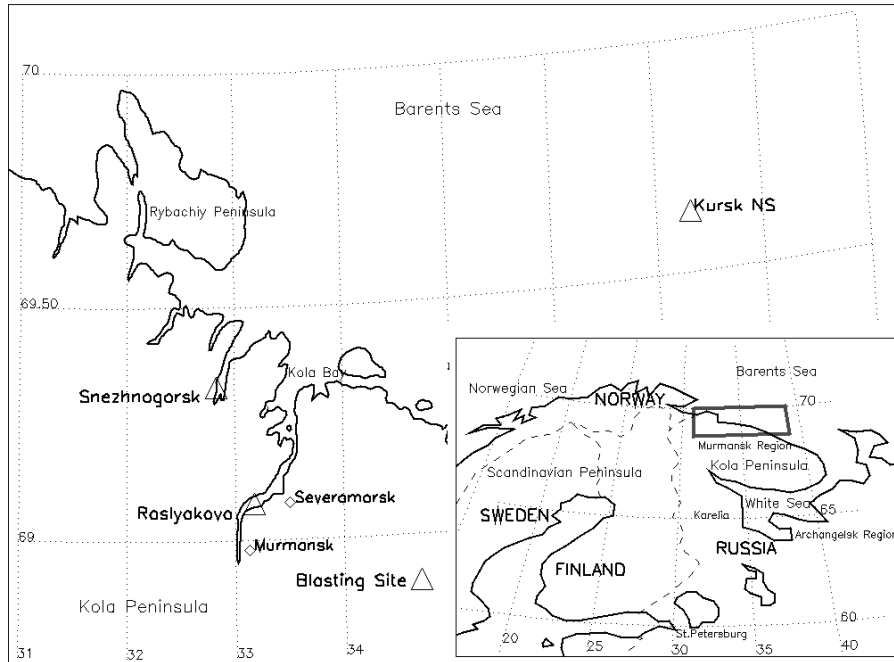 70
Barents Sea
Rybachiy Peninsula
Kursk NS
69.50
Kola Bay
Snezhnogorsk
Raslyakovo
Severamorsk
69
Murmansk
Blasting Site
Kola Peninsula
31
32
33
34
Barents Sea
Norwegian Sea
NORWAY
70
Murmansk Region
Scandinavian Peninsula
Kola Peninsula
White Sea
65
SWEDEN
Karelia
Archangelsk Region
RUSSIA
FINLAND
60
St.Petersburg
20
25
30
35
40